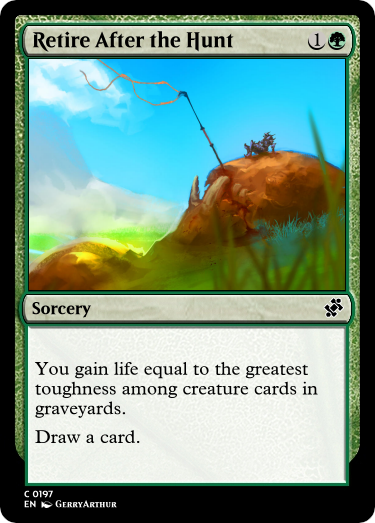 Retire After the Hunt 1
Sorcery
You gain life equal to the greatest
toughness among creature cards in
graveyards.
Draw a card.
C 0197
EN GerryArthur